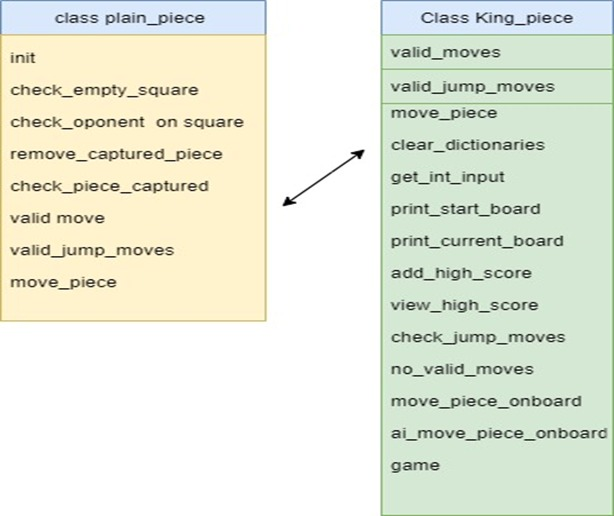 class plain_piece
init
check_empty_square
check_oponent on square
remove_captured_piece
check_piece_captured
valid move
valid_jump_moves
move_piece
Class King_piece
valid_moves
valid_jump_moves
move_piece
clear_dictionaries
get_int_input
print_start_board
print_current_board
add_high_score
view_high_score
check_jump_moves
no_valid_moves
move_piece_onboard
ai_move_piece_onboard
game